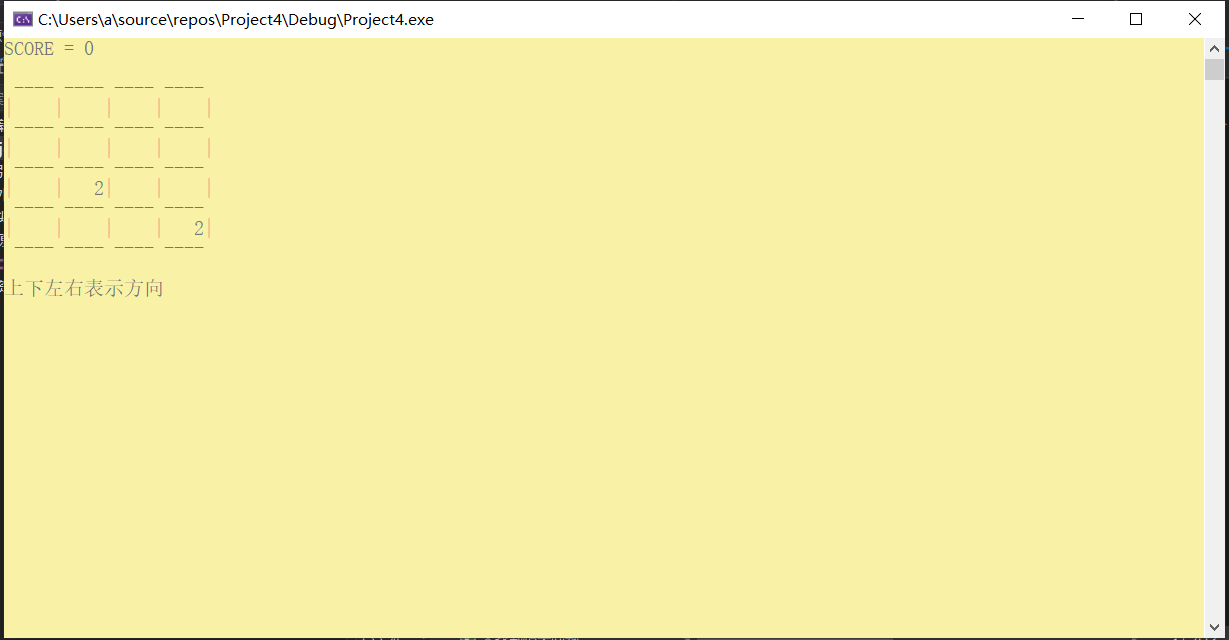 C:\Users\a\source\repos\Project4\Debug\Project4.exe
SCORE = 0
 ---- ---- ---- ----
|    |    |    |    |
 ---- ---- ---- ----
|    |    |    |    |
 ---- ---- ---- ----
|    |   2|    |    |
 ---- ---- ---- ----
|    |    |    |   2|
 ---- ---- ---- ----
上下左右表示方向